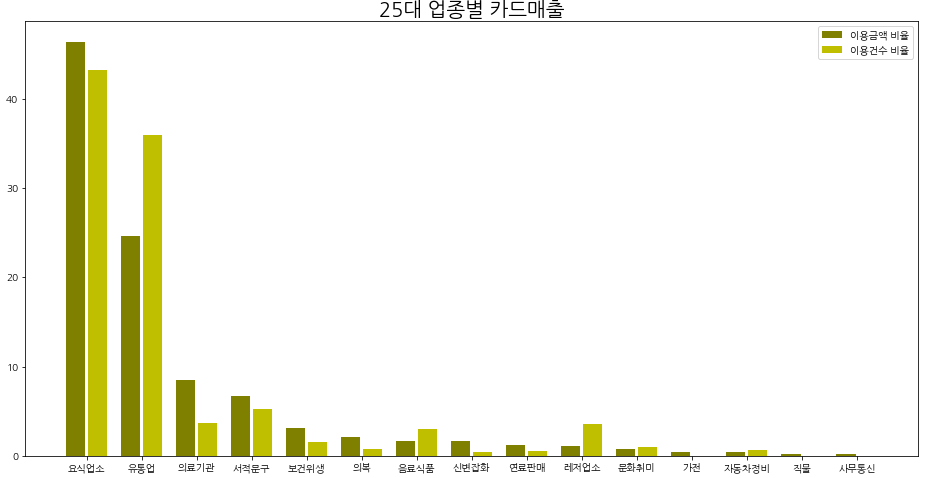 25대 업종별 카드매출
이용금액 비율
이용건수 비율
40
30
20
10
0
요식업소 유통업 의료기관 서적문구 보건위생 의복 음료식품 신변잡화 연료판매 레저업소 문화취미 가전 자동차정비 직물 사무통신